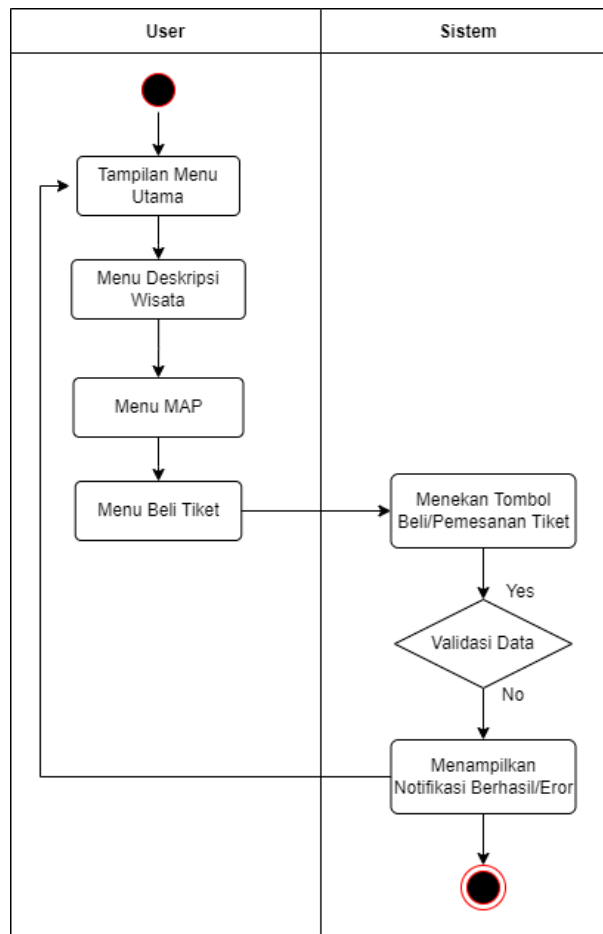 User
Sistem
Tampilan Menu
Utama
Menu Deskripsi
Wisata
Menu MAP
Menu Beli Tiket
Menekan Tombol
Beli/Pemesanan Tiket
Yes
Validasi Data
No
Menampilkan
Notifikasi Berhasil/Eror